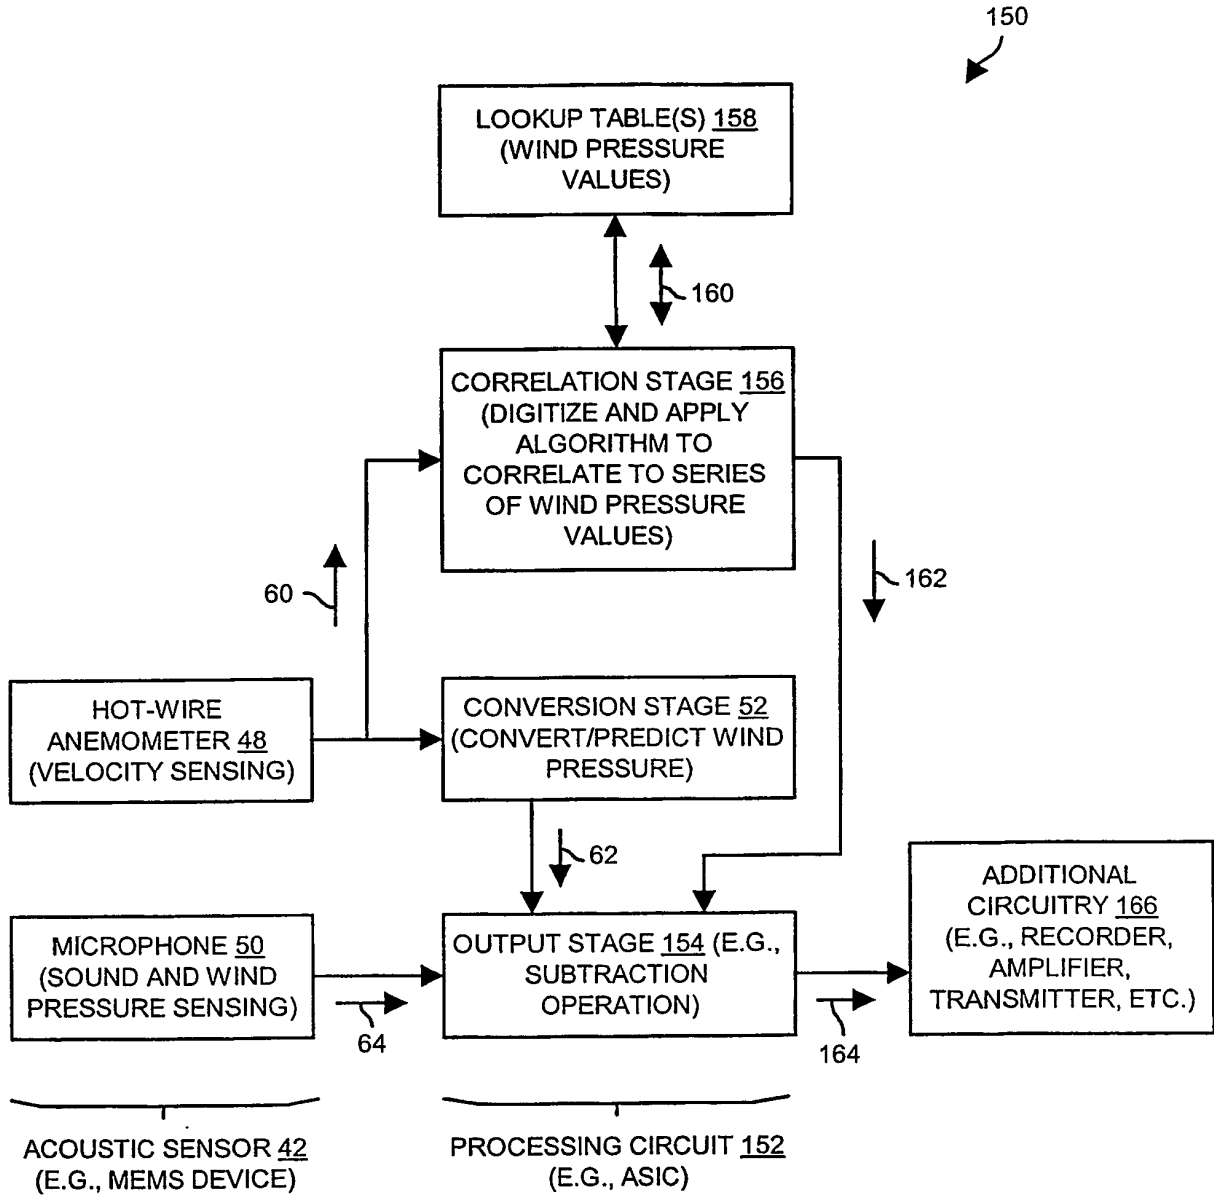 150
LOOKUP TABLE(S) 158
(WIND PRESSURE
VALUES)
160
CORRELATION STAGE 156
(DIGITIZE AND APPLY
ALGORITHM TO
CORRELATE TO SERIES
OF WIND PRESSURE
VALUES)
60
162
HOT-WIRE
ANEMOMETER 48
(VELOCITY SENSING)
CONVERSION STAGE 52
(CONVERT/PREDICT WIND
PRESSURE)
62
MICROPHONE 50
(SOUND AND WIND
PRESSURE SENSING)
64
OUTPUT STAGE 154 (E.G.,
SUBTRACTION
OPERATION)
164
ADDITIONAL
CIRCUITRY 166
(E.G., RECORDER,
AMPLIFIER,
TRANSMITTER, ETC.)
ACOUSTIC SENSOR 42
(E.G., MEMS DEVICE)
PROCESSING CIRCUIT 152
(E.G., ASIC)